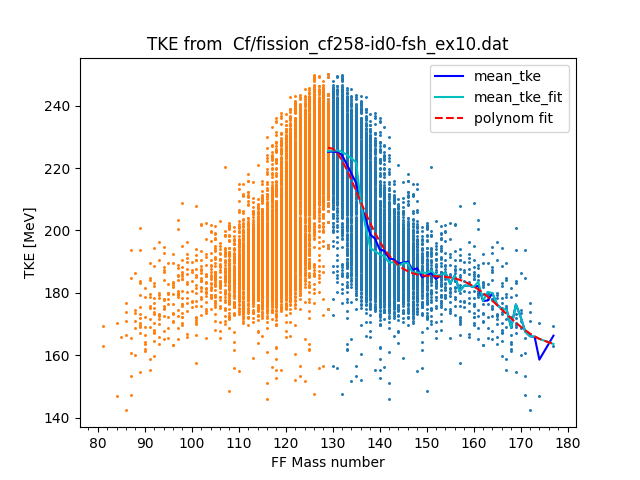 TKE from  Cf/fission_cf258-id0-fsh_ex10.dat
mean_tke
mean_tke_fit
polynom fit
TKE [MeV]
240
220
200
180
160
140
80 90 100 110 120 130 140 150 160 170 180
FF Mass number